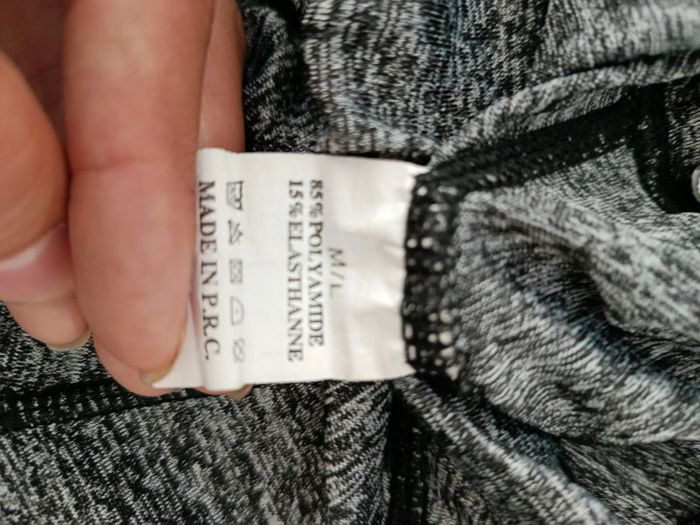 M/L
85%POLYAMIDE
15%ELASTHANNE
MADE IN P.R.C.